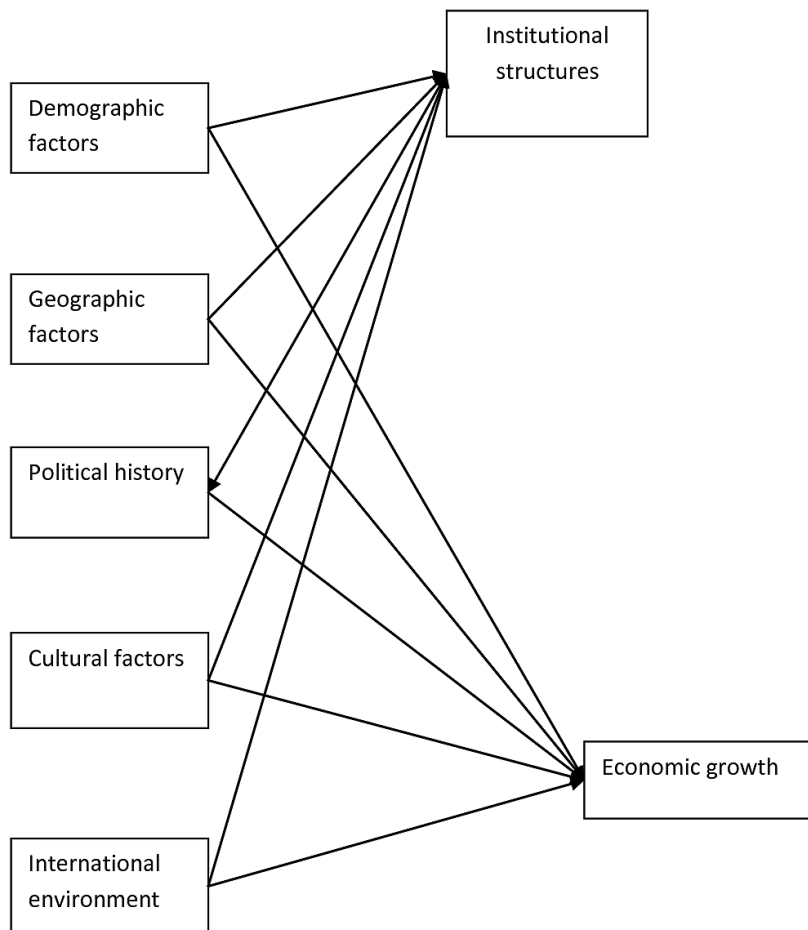 Institutional
structures
Demographic
factors
Geographic
factors
Political history
Cultural factors
Economic growth
International
environment